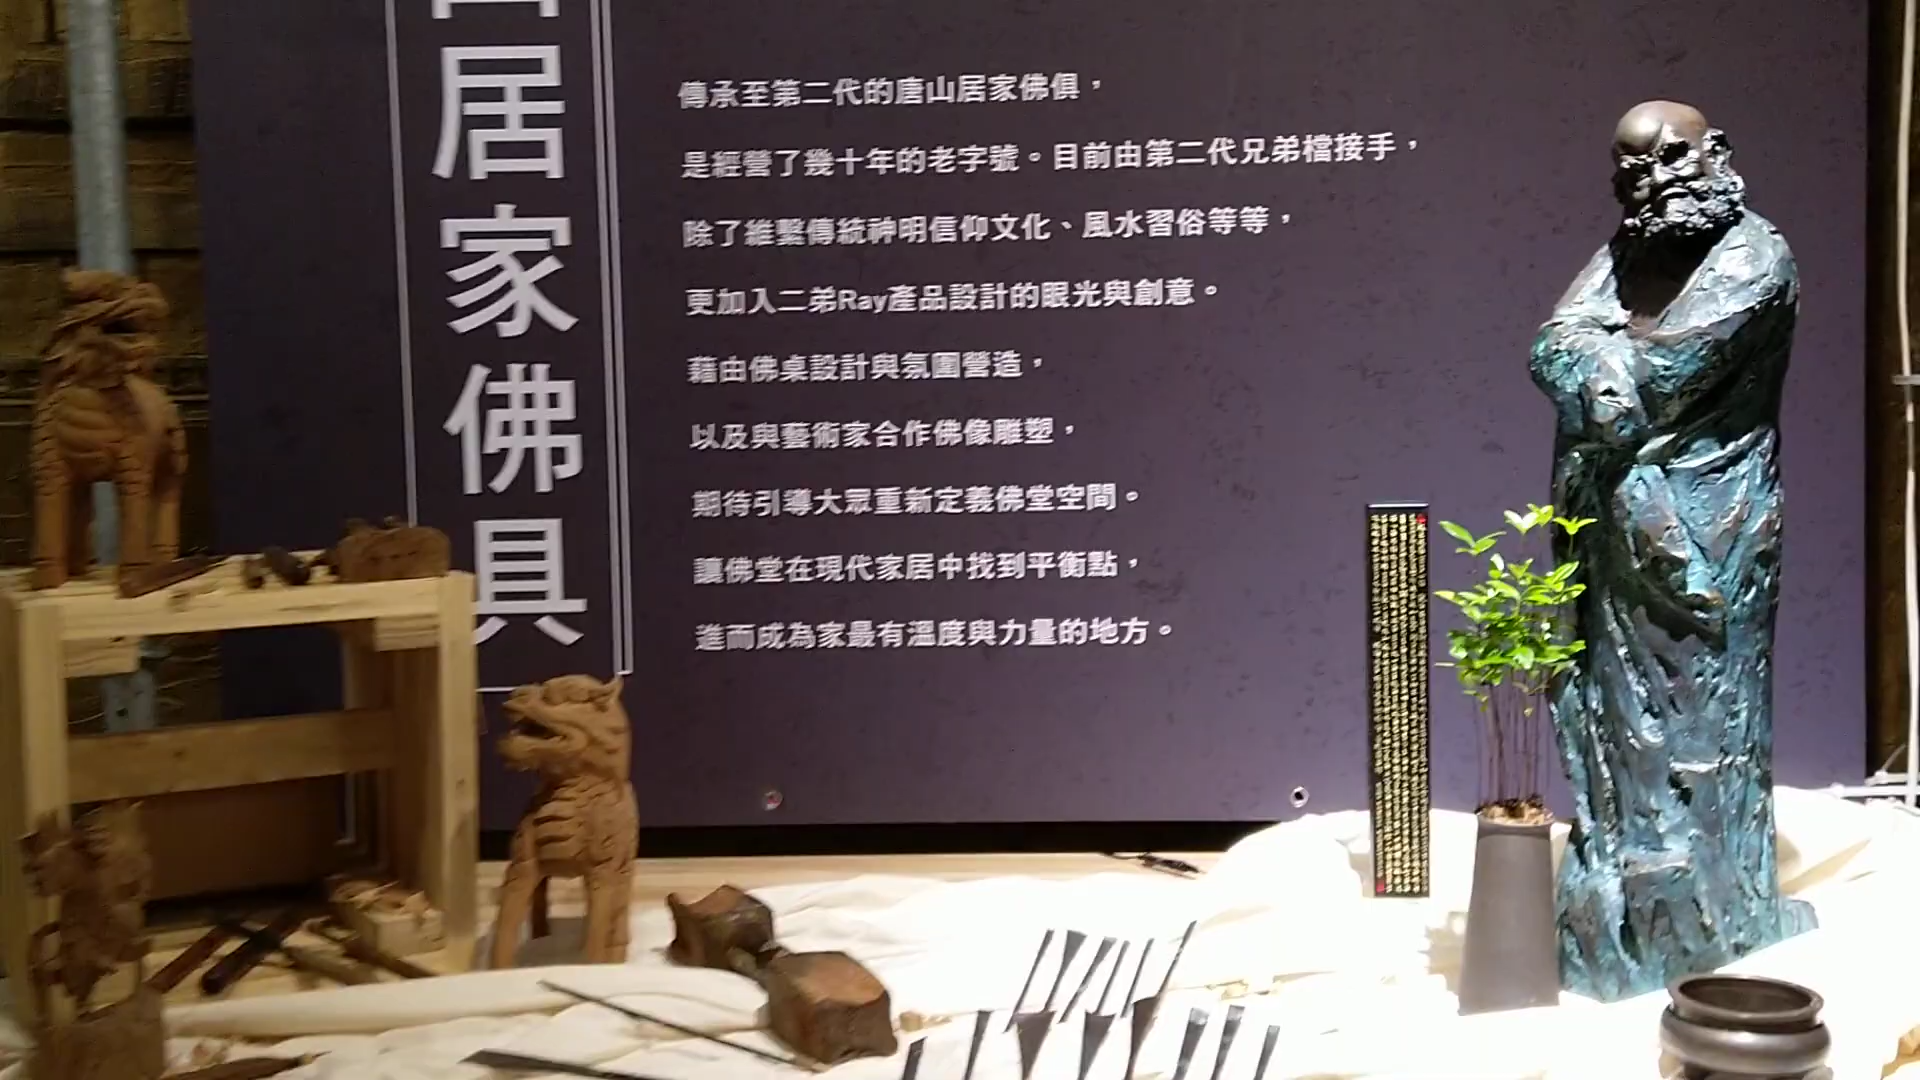 居家佛具
傳承至第二代的唐山居家佛俱，
是經營了幾十年的老字號。目前由第二代兄弟檔接手，
除了維繫傳統神明信仰文化、風水習俗等等，
更加入二弟Ray產品設計的眼光與創意。
藉由佛桌設計與氛圍營造，
以及與藝術家合作佛像雕塑，
期待引導大眾重新定義佛堂空間。
讓佛堂在現代家居中找到平衡點，
進而成為家最有溫度與力量的地方。